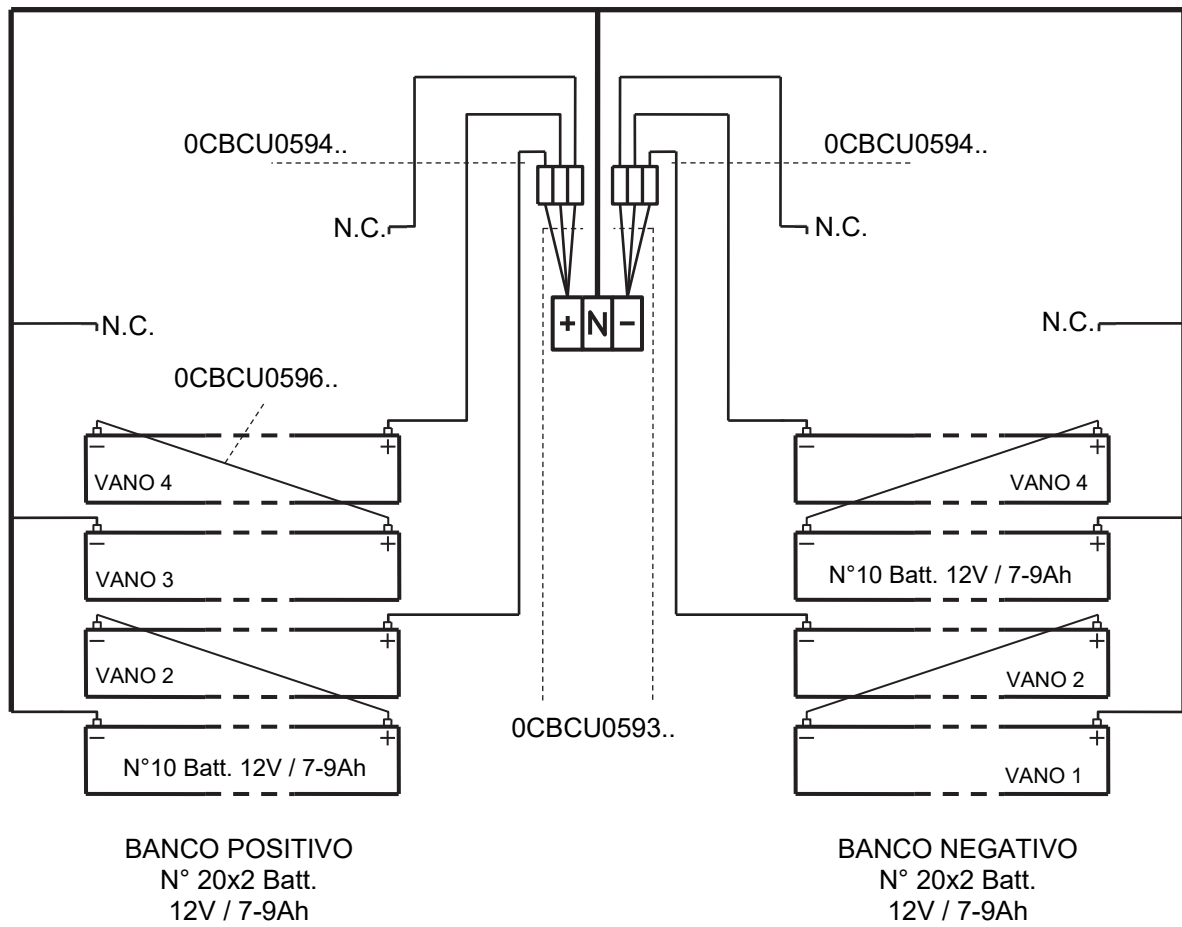 0CBCU0594..
0CBCU0594..
N.C.
N.C.
+ N −
N.C.
N.C.
0CBCU0596..
− +
VANO 4
− +
VANO 4
− +
VANO 3
− +
N°10 Batt. 12V / 7-9Ah
− +
VANO 2
− +
VANO 2
0CBCU0593..
− +
N°10 Batt. 12V / 7-9Ah
− +
VANO 1
BANCO POSITIVO
N° 20x2 Batt.
12V / 7-9Ah
BANCO NEGATIVO
N° 20x2 Batt.
12V / 7-9Ah